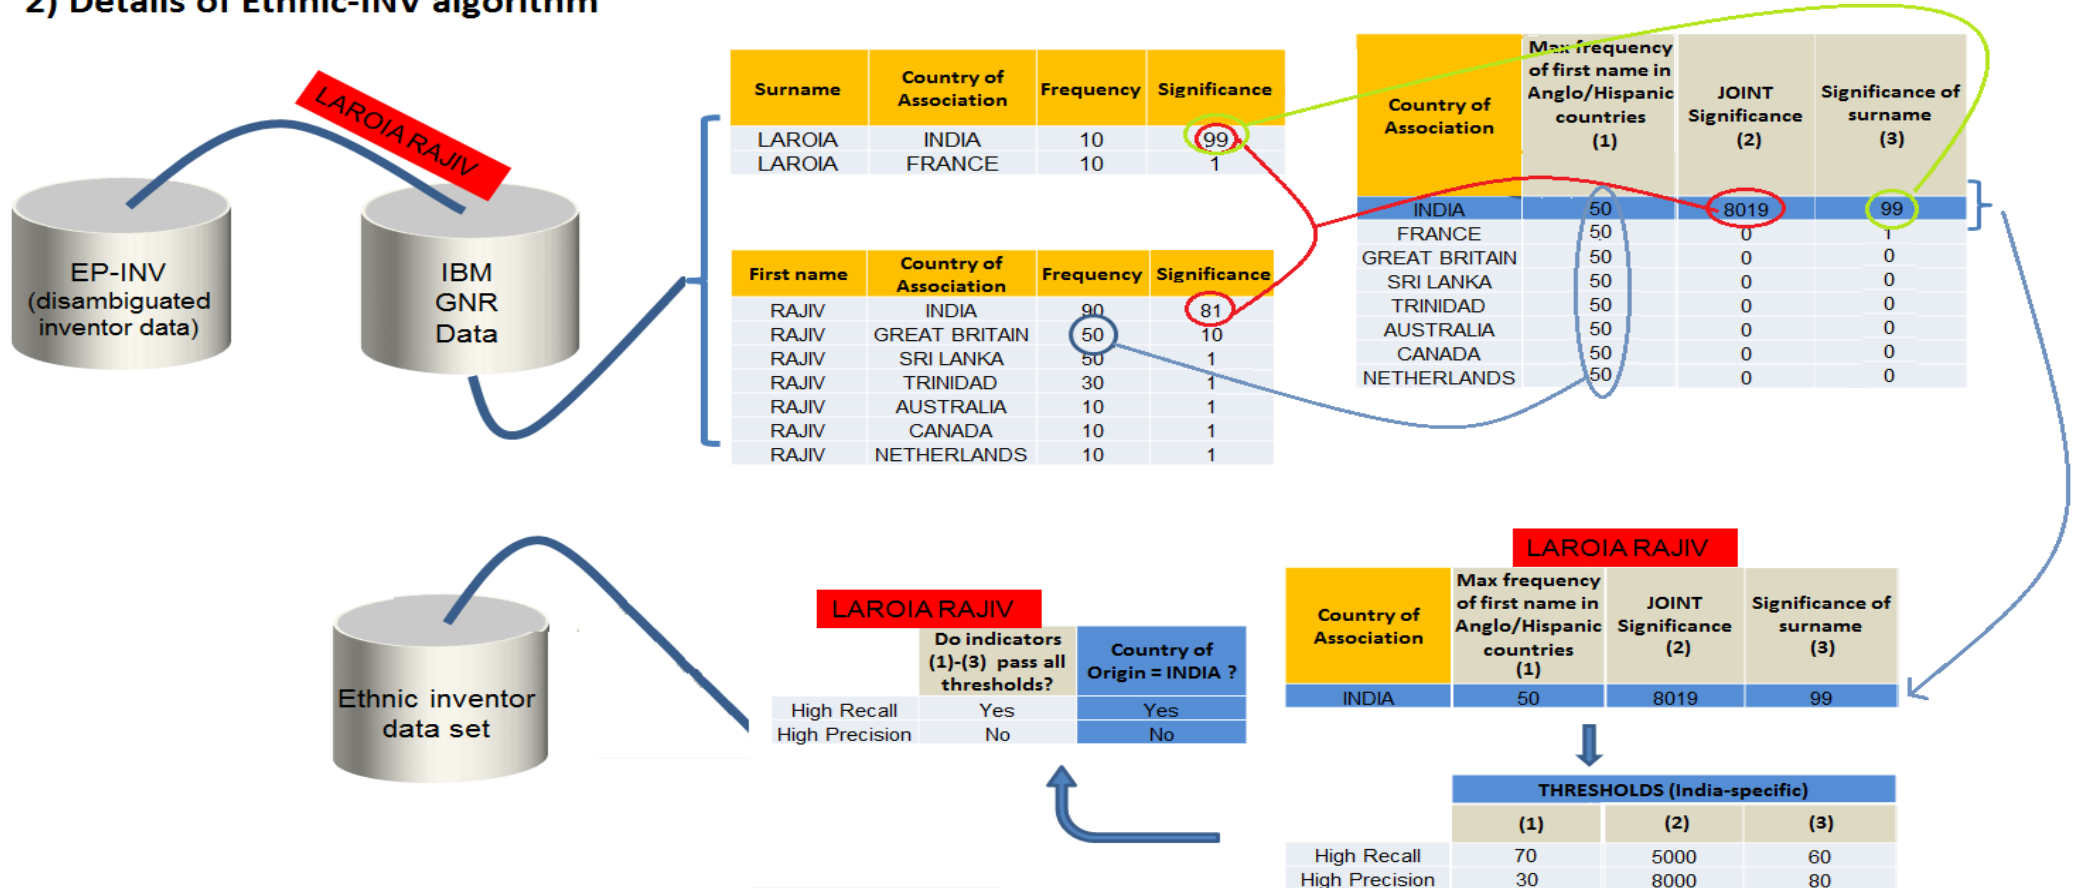 2) Details of Ethnic-INV algorithm
LAROIA RAJIV
EP-INV
(disambiguated
inventor data)
IBM
GNR
Data
Surname Country of Association Frequency Significance
LAROIA INDIA 10 99
LAROIA FRANCE 10 1
First name Country of Association Frequency Significance
RAJIV INDIA 90 81
RAJIV GREAT BRITAIN 50 10
RAJIV SRI LANKA 50 1
RAJIV TRINIDAD 30 1
RAJIV AUSTRALIA 10 1
RAJIV CANADA 10 1
RAJIV NETHERLANDS 10 1
Country of Association Max frequency of first name in Anglo/Hispanic countries (1) JOINT Significance (2) Significance of surname (3)
INDIA 50 8019 99
FRANCE 50 0 1
GREAT BRITAIN 50 0 0
SRI LANKA 50 0 0
TRINIDAD 50 0 0
AUSTRALIA 50 0 0
CANADA 50 0 0
NETHERLANDS 50 0 0
LAROIA RAJIV
Country of Association Max frequency of first name in Anglo/Hispanic countries (1) JOINT Significance (2) Significance of surname (3)
INDIA 50 8019 99
THRESHOLDS (India-specific)
(1) (2) (3)
High Recall 70 5000 60
High Precision 30 8000 80
LAROIA RAJIV
Do indicators (1)-(3) pass all thresholds? Country of Origin = INDIA ?
High Recall Yes Yes
High Precision No No
Ethnic inventor
data set